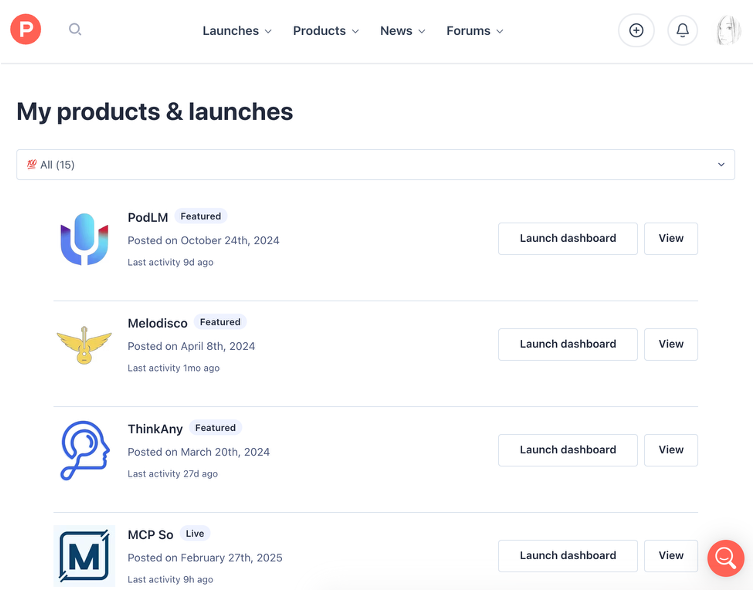 P
Launches Products News Forums
My products & launches
💯 All (15)
PodLM Featured
Posted on October 24th, 2024
Last activity 9d ago
Launch dashboard View
Melodisco Featured
Posted on April 8th, 2024
Last activity 1mo ago
Launch dashboard View
ThinkAny Featured
Posted on March 20th, 2024
Last activity 27d ago
Launch dashboard View
M
MCP So Live
Posted on February 27th, 2025
Last activity 9h ago
Launch dashboard View